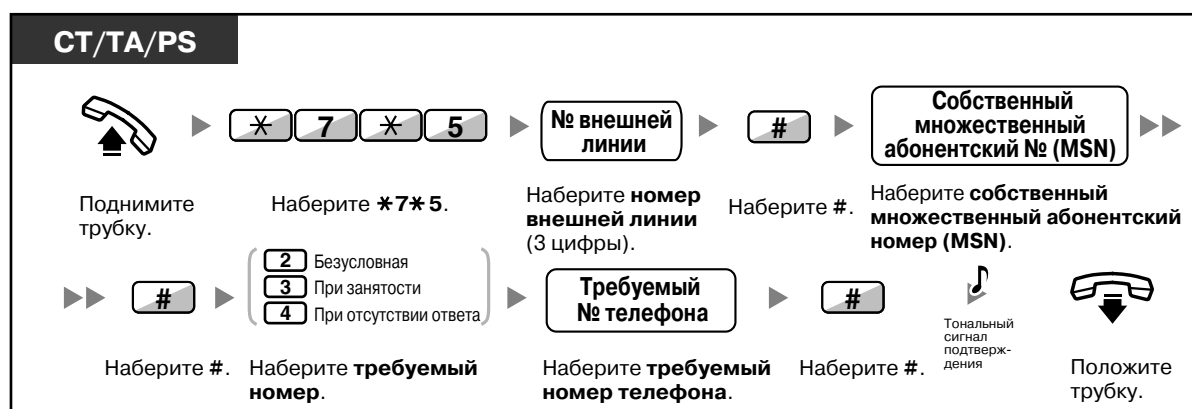 CT/TA/PS
✳ 7 ✳ 5
№ внешней
линии
#
Собственный
множественный
абонентский № (MSN)
Поднимите
трубку.
Наберите ✳7✳5.
Наберите номер
внешней линии
(3 цифры).
Наберите #.
Наберите собственный
множественный абонентский
номер (MSN).
#
2 Безусловная
3 При занятости
4 При отсутствии ответа
Требуемый
№ телефона
#
Тональный
сигнал
подтверж-
дения
Наберите #.
Наберите требуемый
номер.
Наберите требуемый
номер телефона.
Наберите #.
Положите
трубку.